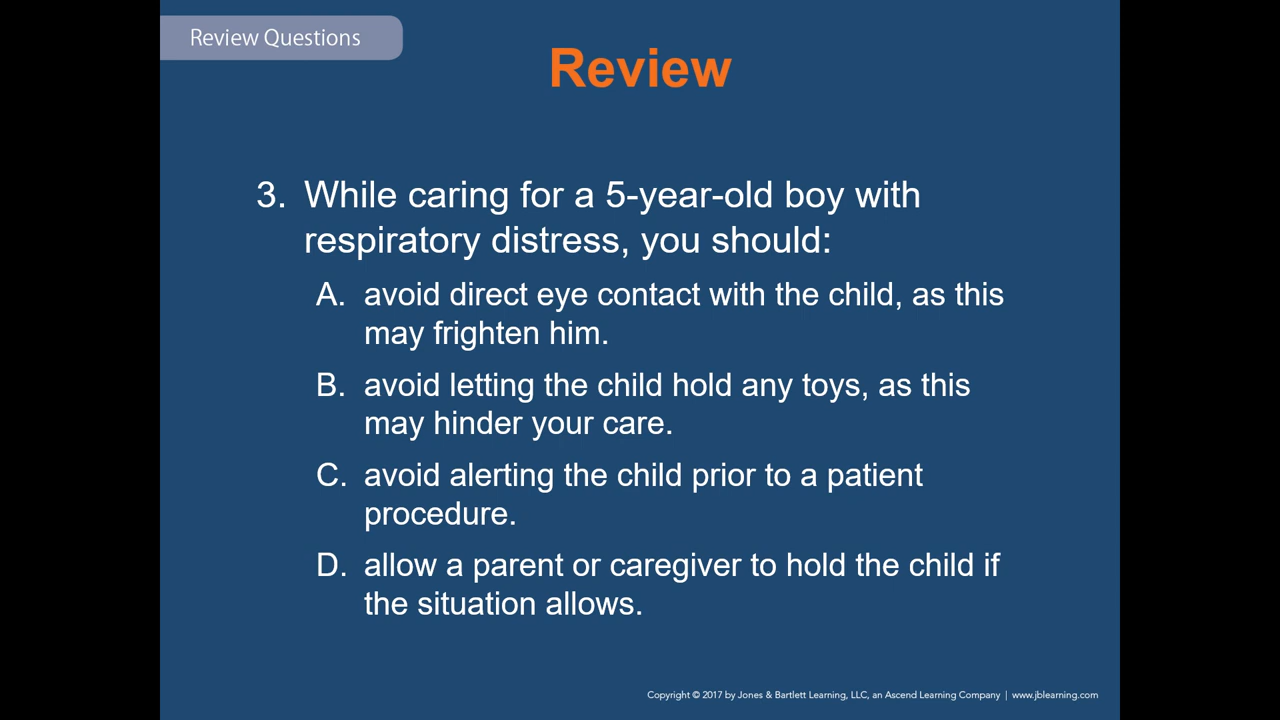 Review Questions
Review
3. While caring for a 5-year-old boy with
respiratory distress, you should:
A. avoid direct eye contact with the child, as this
may frighten him.
B. avoid letting the child hold any toys, as this
may hinder your care.
C. avoid alerting the child prior to a patient
procedure.
D. allow a parent or caregiver to hold the child if
the situation allows.
Copyright © 2017 by Jones & Bartlett Learning, LLC, an Ascend Learning Company | www.jblearning.com